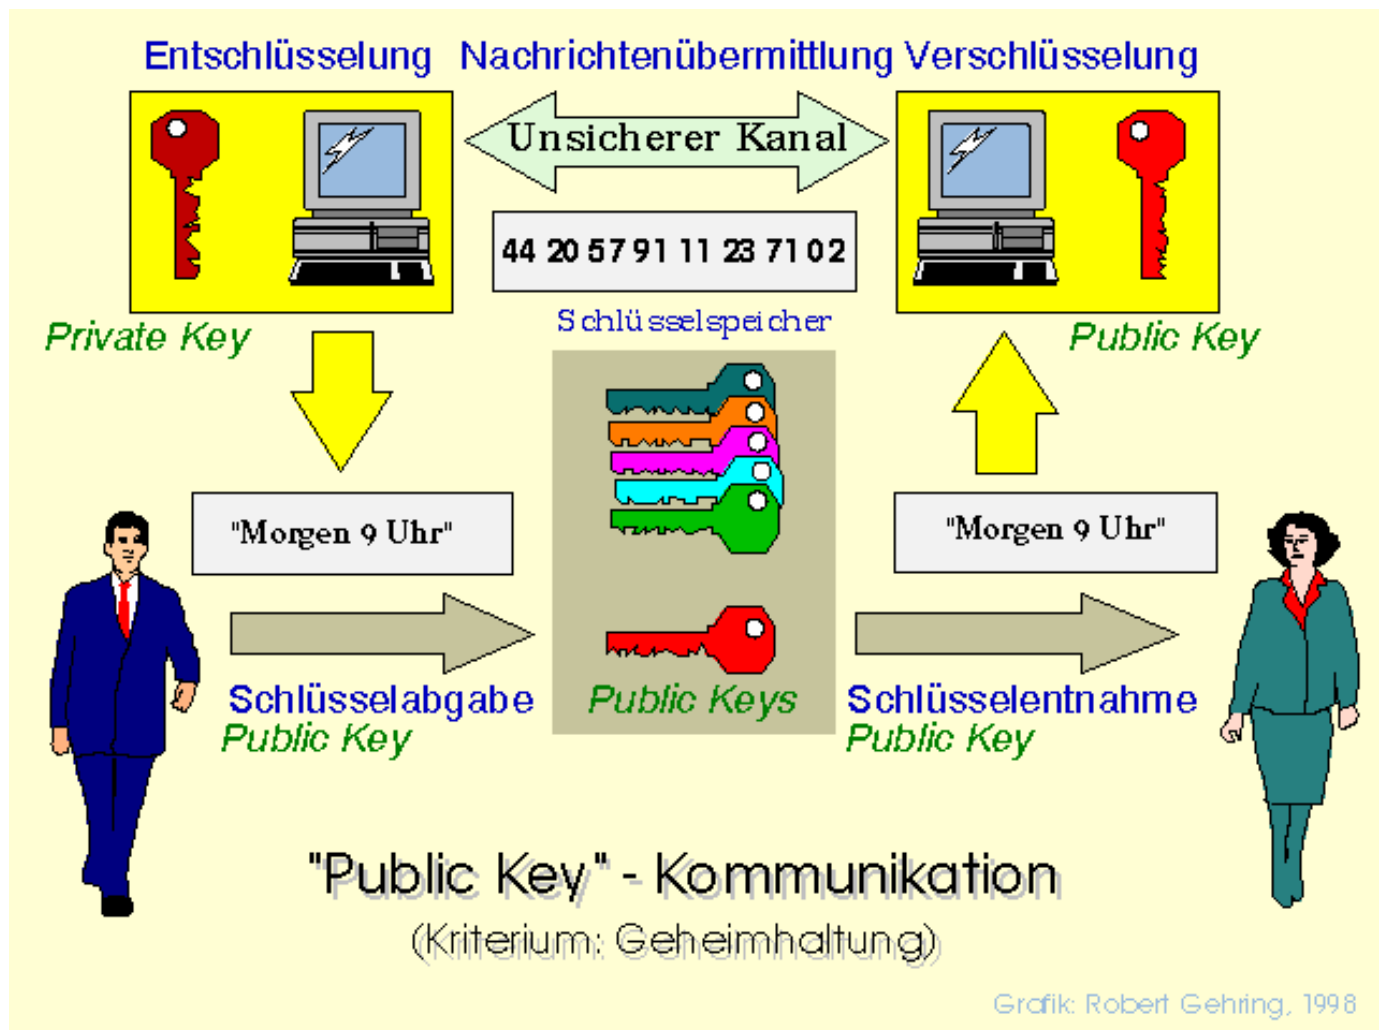 Entschlüsselung Nachrichtenübermittlung Verschlüsselung
Unsicherer Kanal
44 20 57 91 11 23 71 02
Private Key
Schlüsselspeicher
Public Key
"Morgen 9 Uhr"
"Morgen 9 Uhr"
Schlüsselabgabe
Public Key
Public Keys
Schlüsselentnahme
Public Key
"Public Key" - Kommunikation
(Kriterium: Geheimhaltung)
Grafik: Robert Gehring, 1998